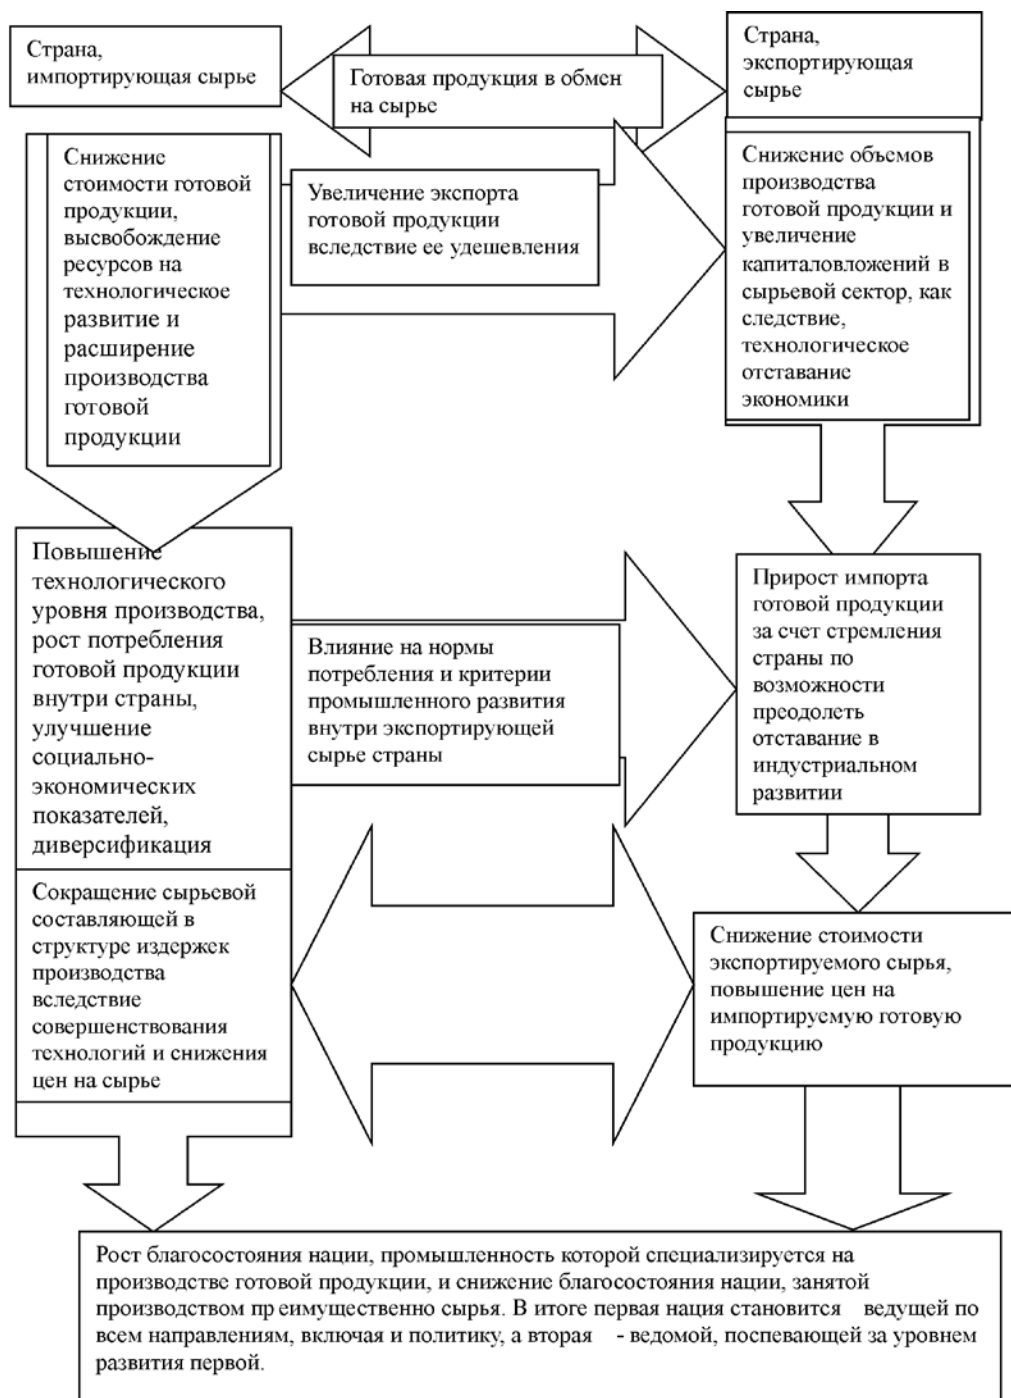 Страна,
импортирующая сырье
Готовая продукция в обмен
на сырье
Страна,
экспортирующая
сырье
Снижение
стоимости готовой
продукции,
высвобождение
ресурсов на
технологическое
развитие и
расширение
производства
готовой
продукции
Увеличение экспорта
готовой продукции
вследствие ее удешевления
Снижение объемов
производства
готовой продукции и
увеличение
капиталовложений в
сырьевой сектор, как
следствие,
технологическое
отставание
экономики
Повышение
технологического
уровня производства,
рост потребления
готовой продукции
внутри страны,
улучшение
социально-
экономических
показателей,
диверсификация
Влияние на нормы
потребления и критерии
промышленного развития
внутри экспортирующей
сырье страны
Прирост импорта
готовой продукции
за счет стремления
страны по
возможности
преодолеть
отставание в
индустриальном
развитии
Сокращение сырьевой
составляющей в
структуре издержек
производства
вследствие
совершенствования
технологий и снижения
цен на сырье
Снижение стоимости
экспортируемого сырья,
повышение цен на
импортируемую готовую
продукцию
Рост благосостояния нации, промышленность которой специализируется на
производстве готовой продукции, и снижение благосостояния нации, занятой
производством пр еимущественно сырья. В итоге первая нация становится ведущей по
всем направлениям, включая и политику, а вторая - ведомой, поспевающей за уровнем
развития первой.